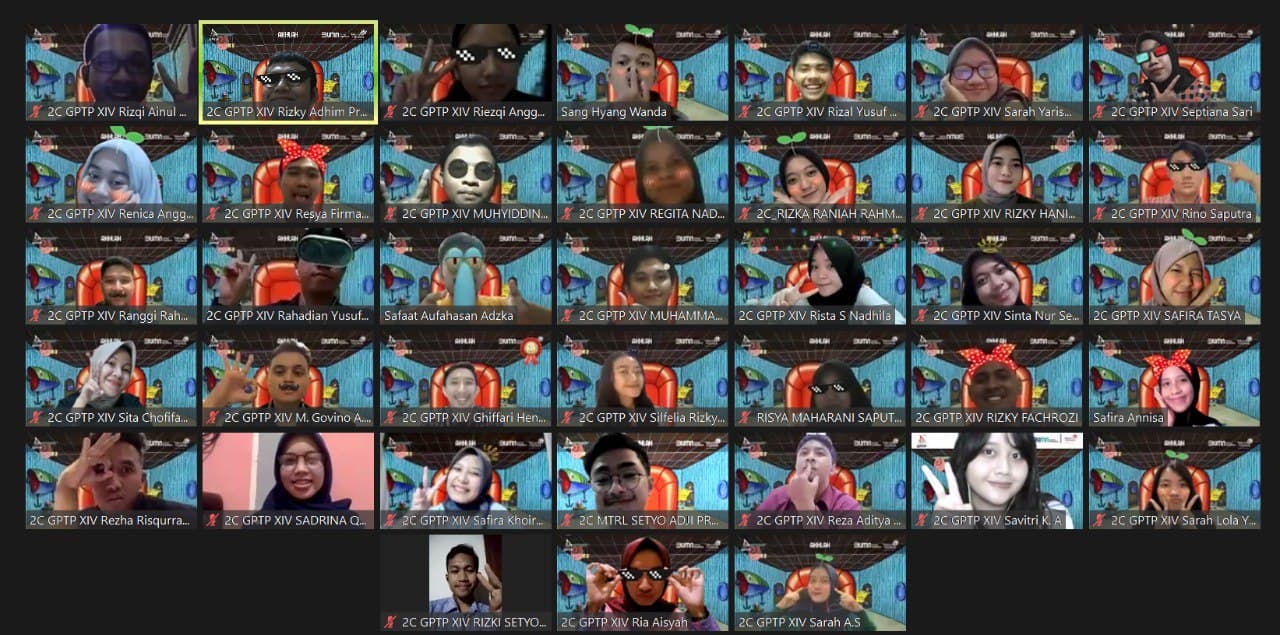 2C GPTP XIV Rizqi Ainul ...
2C GPTP XIV Rizky Adhim Pr...
2C GPTP XIV Riezqi Angg...
Sang Hyang Wanda
2C GPTP XIV Rizal Yusuf ...
2C GPTP XIV Sarah Yaris...
2C GPTP XIV Septiana Sari
2C GPTP XIV Renica Angg...
2C GPTP XIV Resya Firma...
2C GPTP XIV MUHYIDDIN...
2C GPTP XIV REGITA NAD...
2C_RIZKA RANIAH RAHM...
2C GPTP XIV RIZKY HANI...
2C GPTP XIV Rino Saputra
2C GPTP XIV Ranggi Rah...
2C GPTP XIV Rahadian Yusuf...
Safaat Aufahasan Adzka
2C GPTP XIV MUHAMMA...
2C GPTP XIV Rista S Nadhila
2C GPTP XIV Sinta Nur Se...
2C GPTP XIV SAFIRA TASYA
2C GPTP XIV Sita Chofifa...
2C GPTP XIV M. Govino A...
2C GPTP XIV Ghiffari Hen...
2C GPTP XIV Silfelia Rizky...
RISYA MAHARANI SAPUT...
2C GPTP XIV RIZKY FACHROZI
Safira Annisa
2C GPTP XIV Rezha Risqurra...
2C GPTP XIV SADRINA Q...
2C GPTP XIV Safira Khoir...
2C MTRL SETYO ADJI PR...
2C GPTP XIV Reza Aditya ...
2C GPTP XIV Savitri K. A
2C GPTP XIV Sarah Lola Y...
2C GPTP XIV RIZKI SETYO...
2C GPTP XIV Ria Aisyah
2C GPTP XIV Sarah A.S